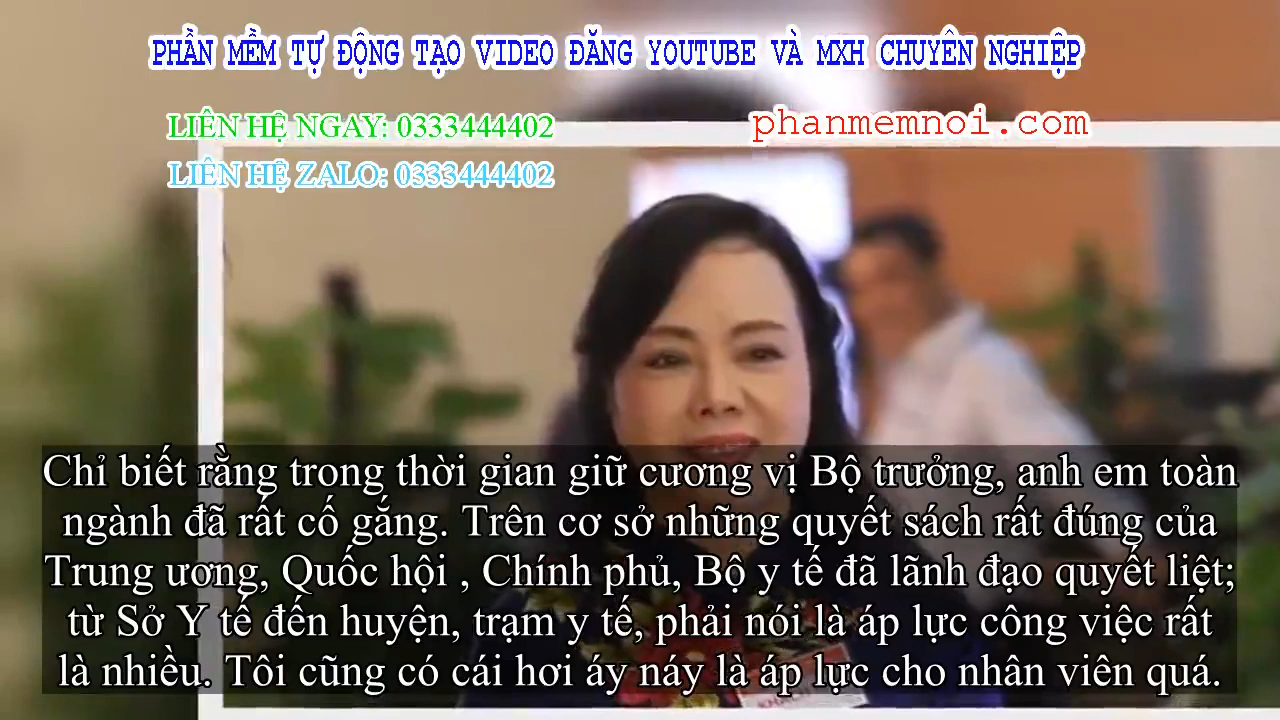 PHẦN MỀM TỰ ĐỘNG TẠO VIDEO ĐĂNG YOUTUBE VÀ MXH CHUYÊN NGHIỆP
LIÊN HỆ NGAY: 0333444402
phanmemnoi.com
LIÊN HỆ ZALO: 0333444402
Chỉ biết rằng trong thời gian giữ cương vị Bộ trưởng, anh em toàn
ngành đã rất cố gắng. Trên cơ sở những quyết sách rất đúng của
Trung ương, Quốc hội , Chính phủ, Bộ y tế đã lãnh đạo quyết liệt;
từ Sở Y tế đến huyện, trạm y tế, phải nói là áp lực công việc rất
là nhiều. Tôi cũng có cái hơi áy náy là áp lực cho nhân viên quá.